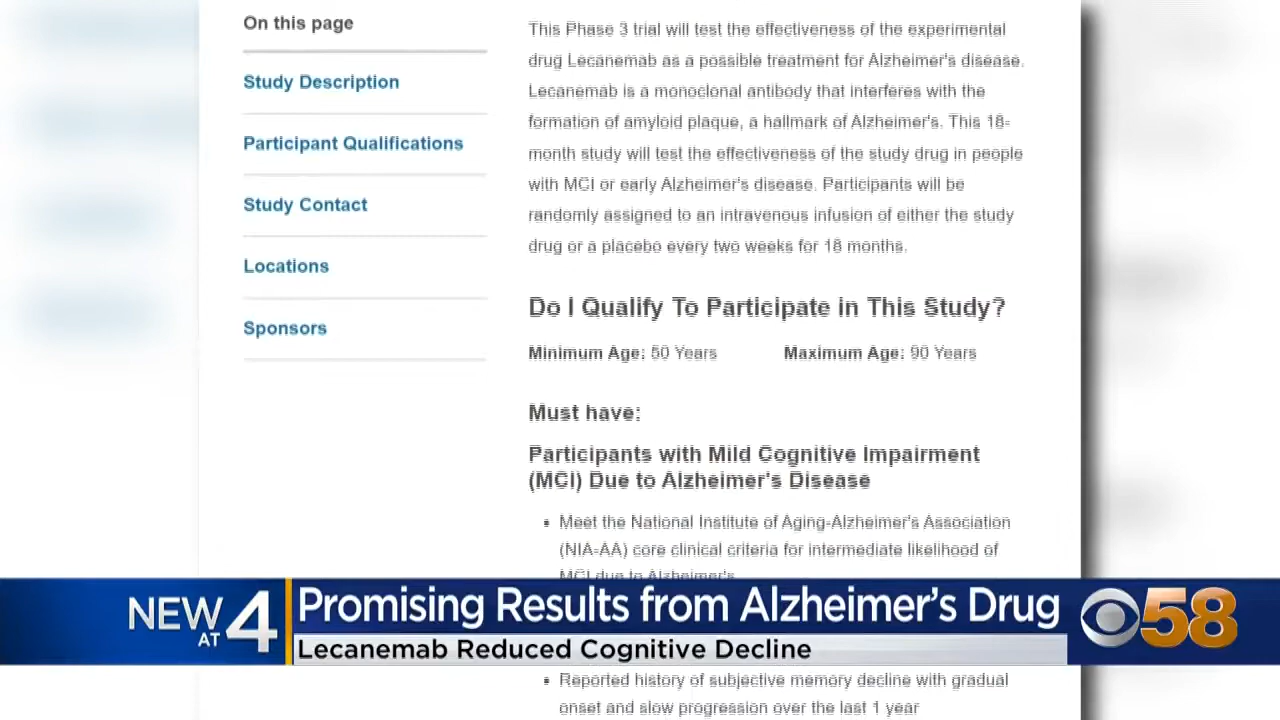 On this page
Study Description
Participant Qualifications
Study Contact
Locations
Sponsors
This Phase 3 trial will test the effectiveness of the experimental
drug Lecanemab as a possible treatment for Alzheimer's disease.
Lecanemab is a monoclonal antibody that interferes with the
formation of amyloid plaque, a hallmark of Alzheimer's. This 18-
month study will test the effectiveness of the study drug in people
with MCI or early Alzheimer's disease. Participants will be
randomly assigned to an intravenous infusion of either the study
drug or a placebo every two weeks for 18 months.
Do I Qualify To Participate in This Study?
Minimum Age: 50 Years
Maximum Age: 90 Years
Must have:
Participants with Mild Cognitive Impairment
(MCI) Due to Alzheimer's Disease
Meet the National Institute of Aging-Alzheimer's Association
(NIA-AA) core clinical criteria for intermediate likelihood of
MCI due to Alzheimer's
NEW AT 4
Promising Results from Alzheimer's Drug
58
Lecanemab Reduced Cognitive Decline
Reported history of subjective memory decline with gradual
onset and slow progression over the last 1 year